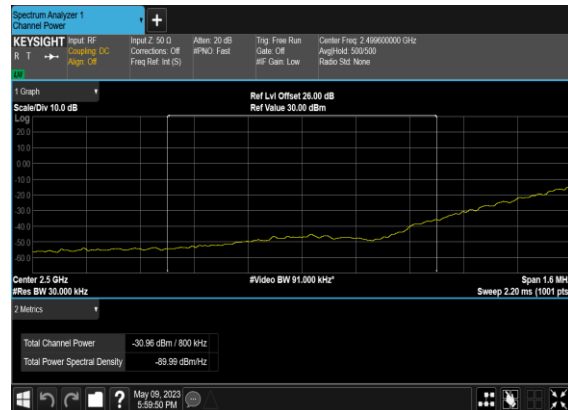 Spectrum Analyzer 1
Channel Power
+
KEYSIGHT Input: RF
R T
Coupling: DC
Align: Off
LXI
Input Z: 50 Ω
Corrections: Off
Freq Ref: Int (S)
Atten: 20 dB
#PNO: Fast
Trig: Free Run
Gate: Off
#IF Gain: Low
Center Freq: 2.499600000 GHz
Avg|Hold: 500/500
Radio Std: None
1 Graph
Scale/Div 10.0 dB
Ref Lvl Offset 26.00 dB
Ref Value 30.00 dBm
Log
20.0
10.0
0.00
-10.0
-20.0
-30.0
-40.0
-50.0
-60.0
Center 2.5 GHz
#Video BW 91.000 kHz*
Span 1.6 MH
#Res BW 30.000 kHz
Sweep 2.20 ms (1001 pts
2 Metrics
Total Channel Power -30.96 dBm / 800 kHz
Total Power Spectral Density -89.99 dBm/Hz
?
May 09, 2023
5:59:50 PM